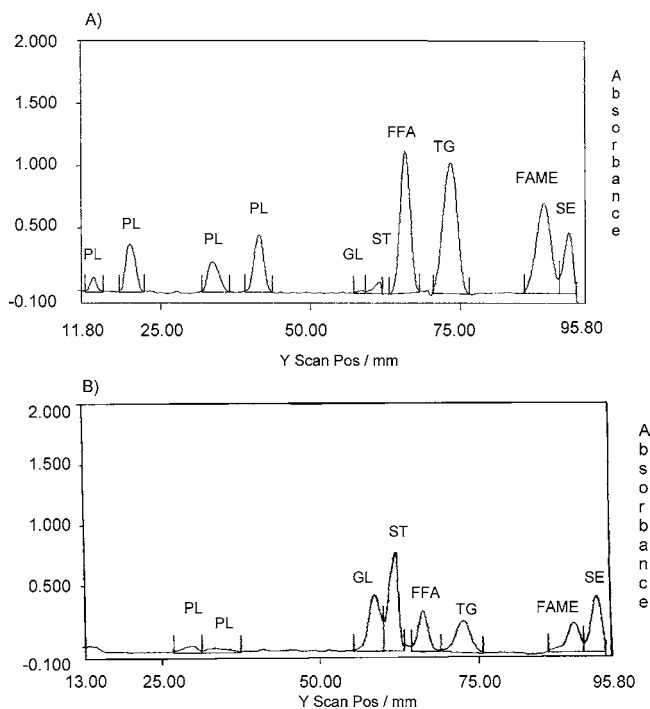 A)
2.000
1.500
1.000
0.500
-0.100
PL
PL
PL
PL
GL
ST
FFA
TG
FAME
SE
Absorbance
11.80
25.00
50.00
75.00
95.80
Y Scan Pos / mm
B)
2.000
1.500
1.000
0.500
-0.100
PL
PL
GL
ST
FFA
TG
FAME
SE
Absorbance
13.00
25.00
50.00
75.00
95.80
Y Scan Pos / mm